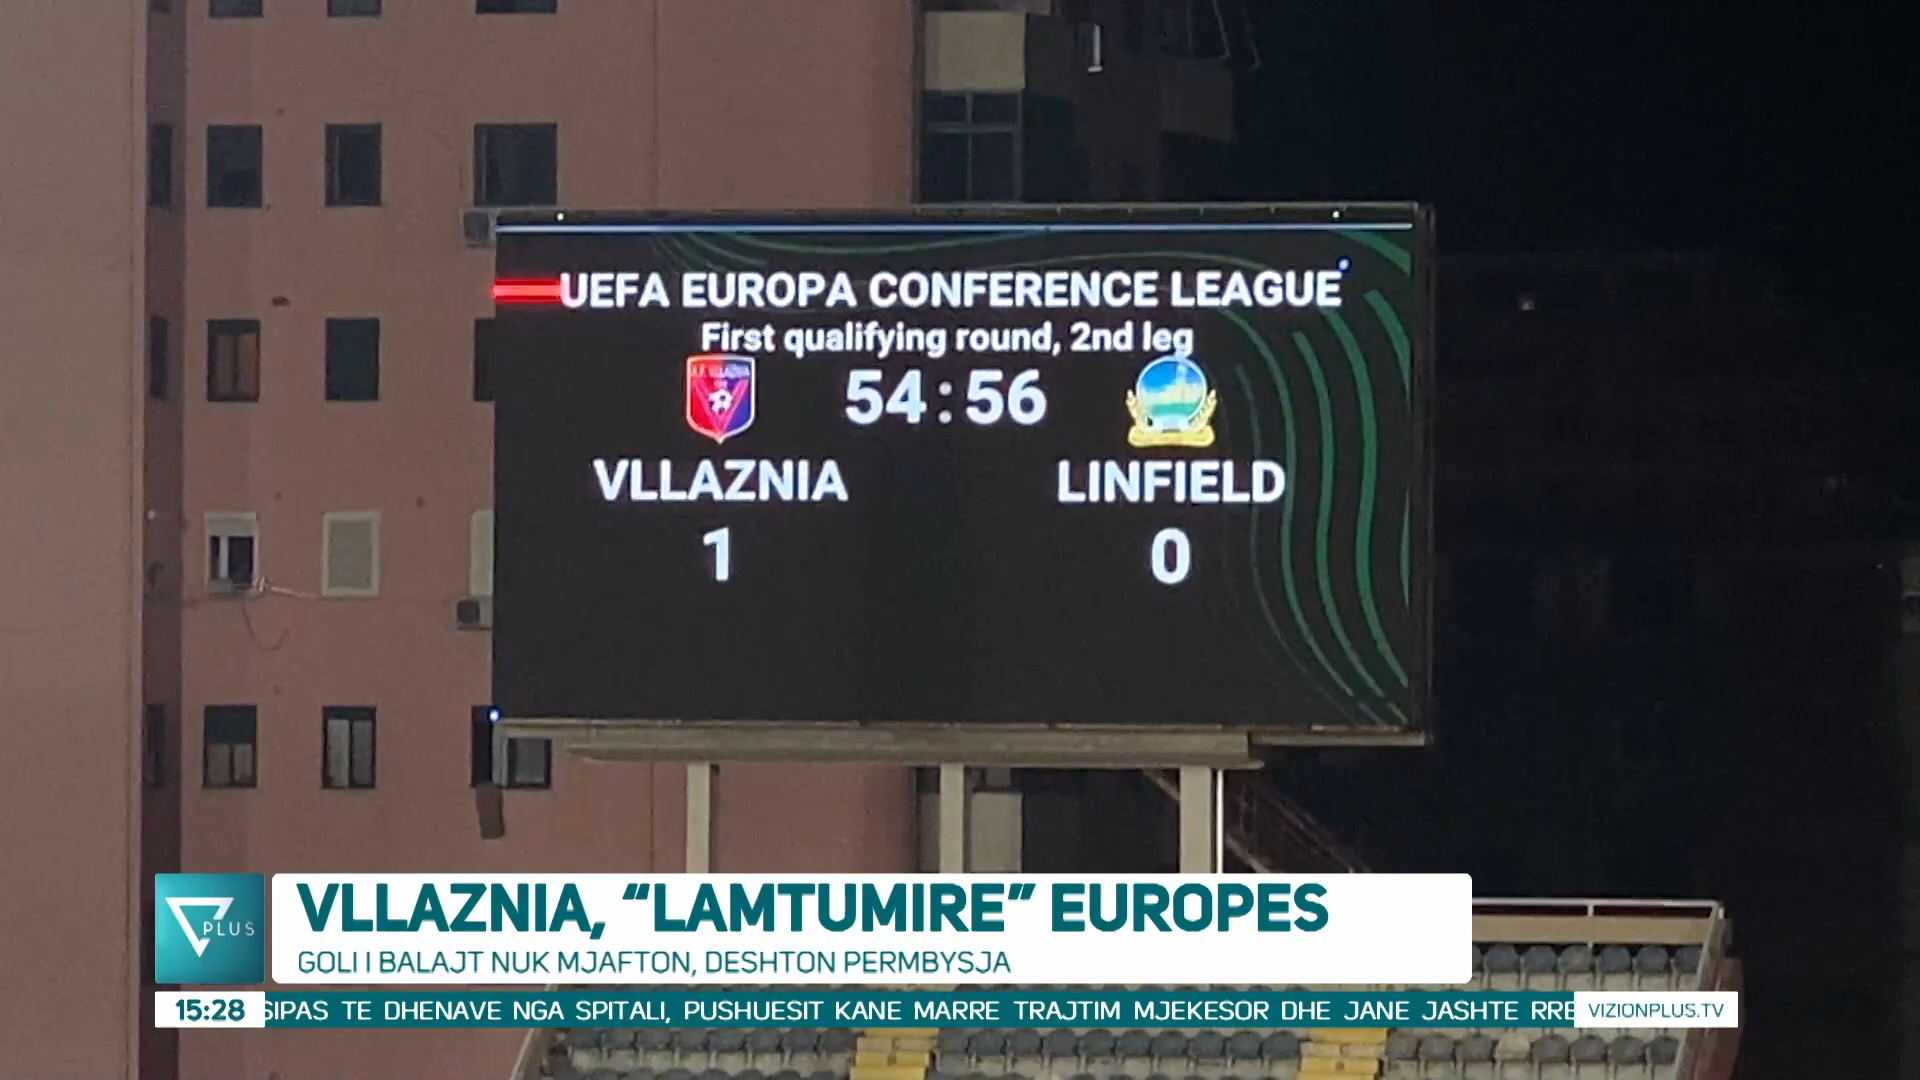 UEFA EUROPA CONFERENCE LEAGUE
First qualifying round, 2nd leg
54:56
VLLAZNIA
LINFIELD
1
0
VLLAZNIA, “LAMTUMIRE” EUROPES
GOLI I BALAJT NUK MJAFTON, DESHTON PERMBYSJA
PLUS
15:28
SIPAS TE DHENAVE NGA SPITALI, PUSHUESIT KANE MARRE TRAJTIM MJEKESOR DHE JANE JASHTE RRE
VIZIONPLUS.TV